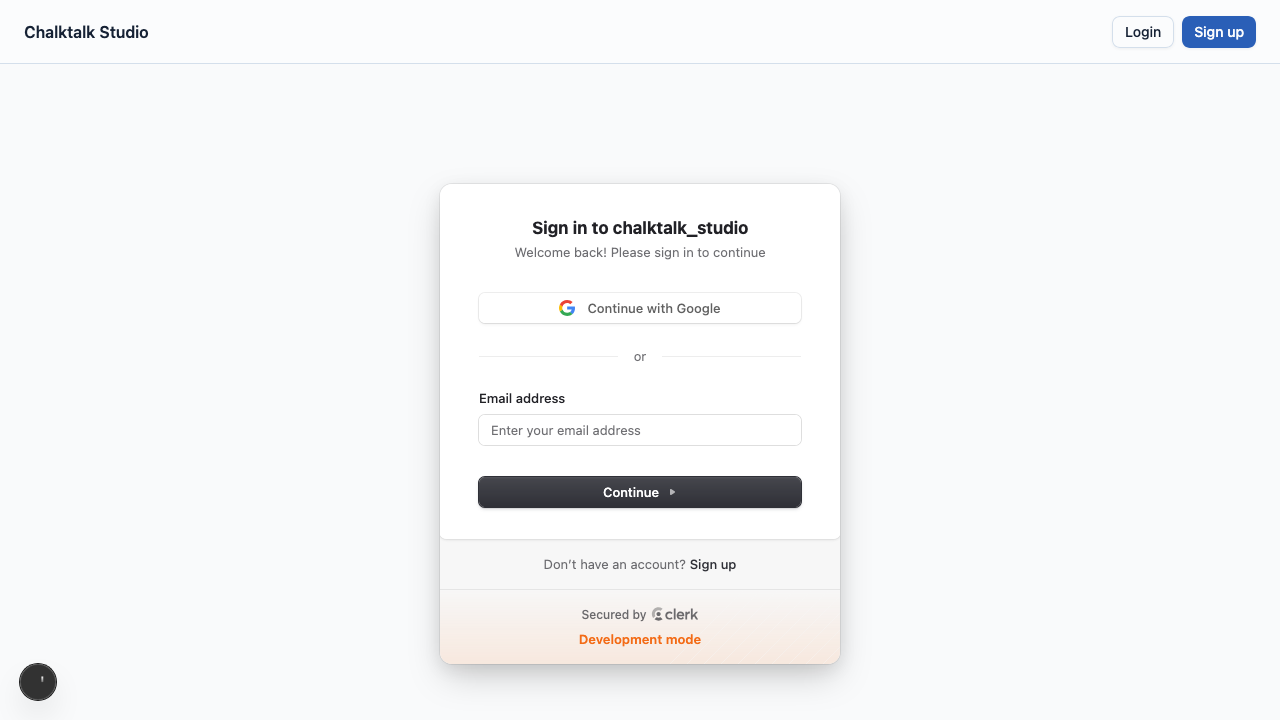 Chalktalk Studio
Login
Sign up
Sign in to chalktalk_studio
Welcome back! Please sign in to continue
Continue with Google
or
Email address
Enter your email address
Continue
Don't have an account? Sign up
Secured by clerk
Development mode